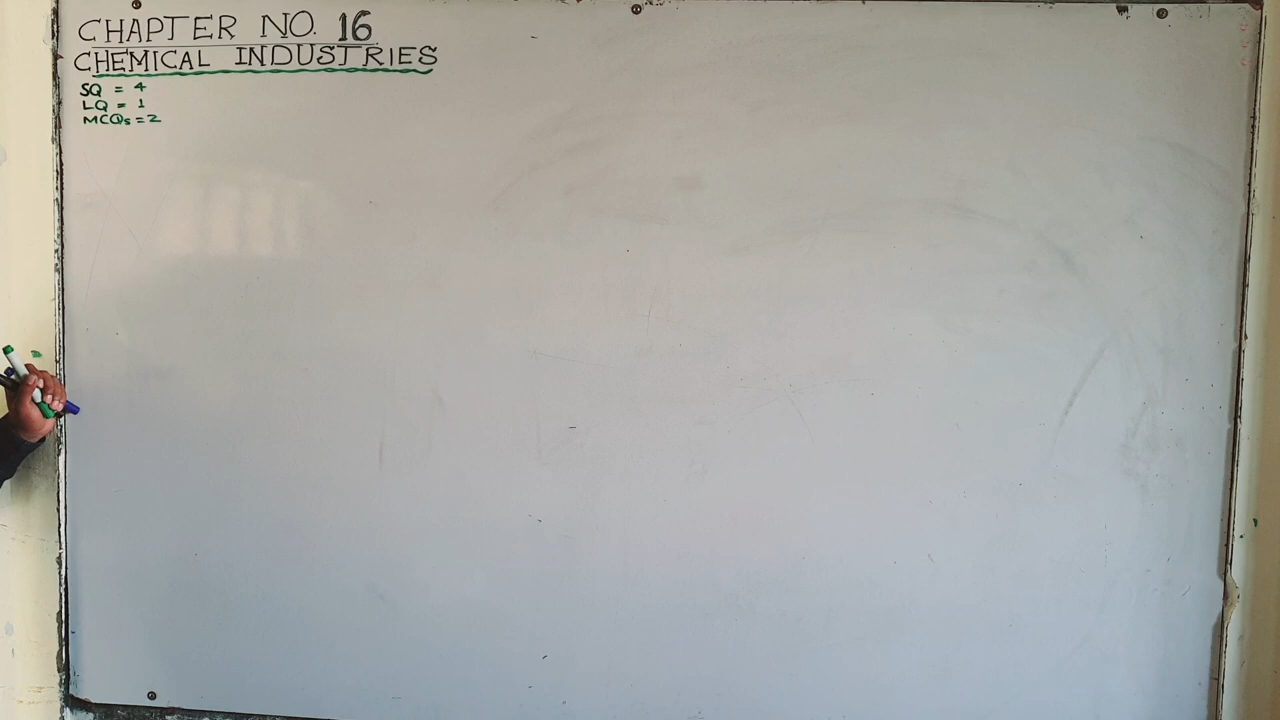 CHAPTER NO. 16
CHEMICAL INDUSTRIES
SQ = 4
LQ = 1
MCQs = 2